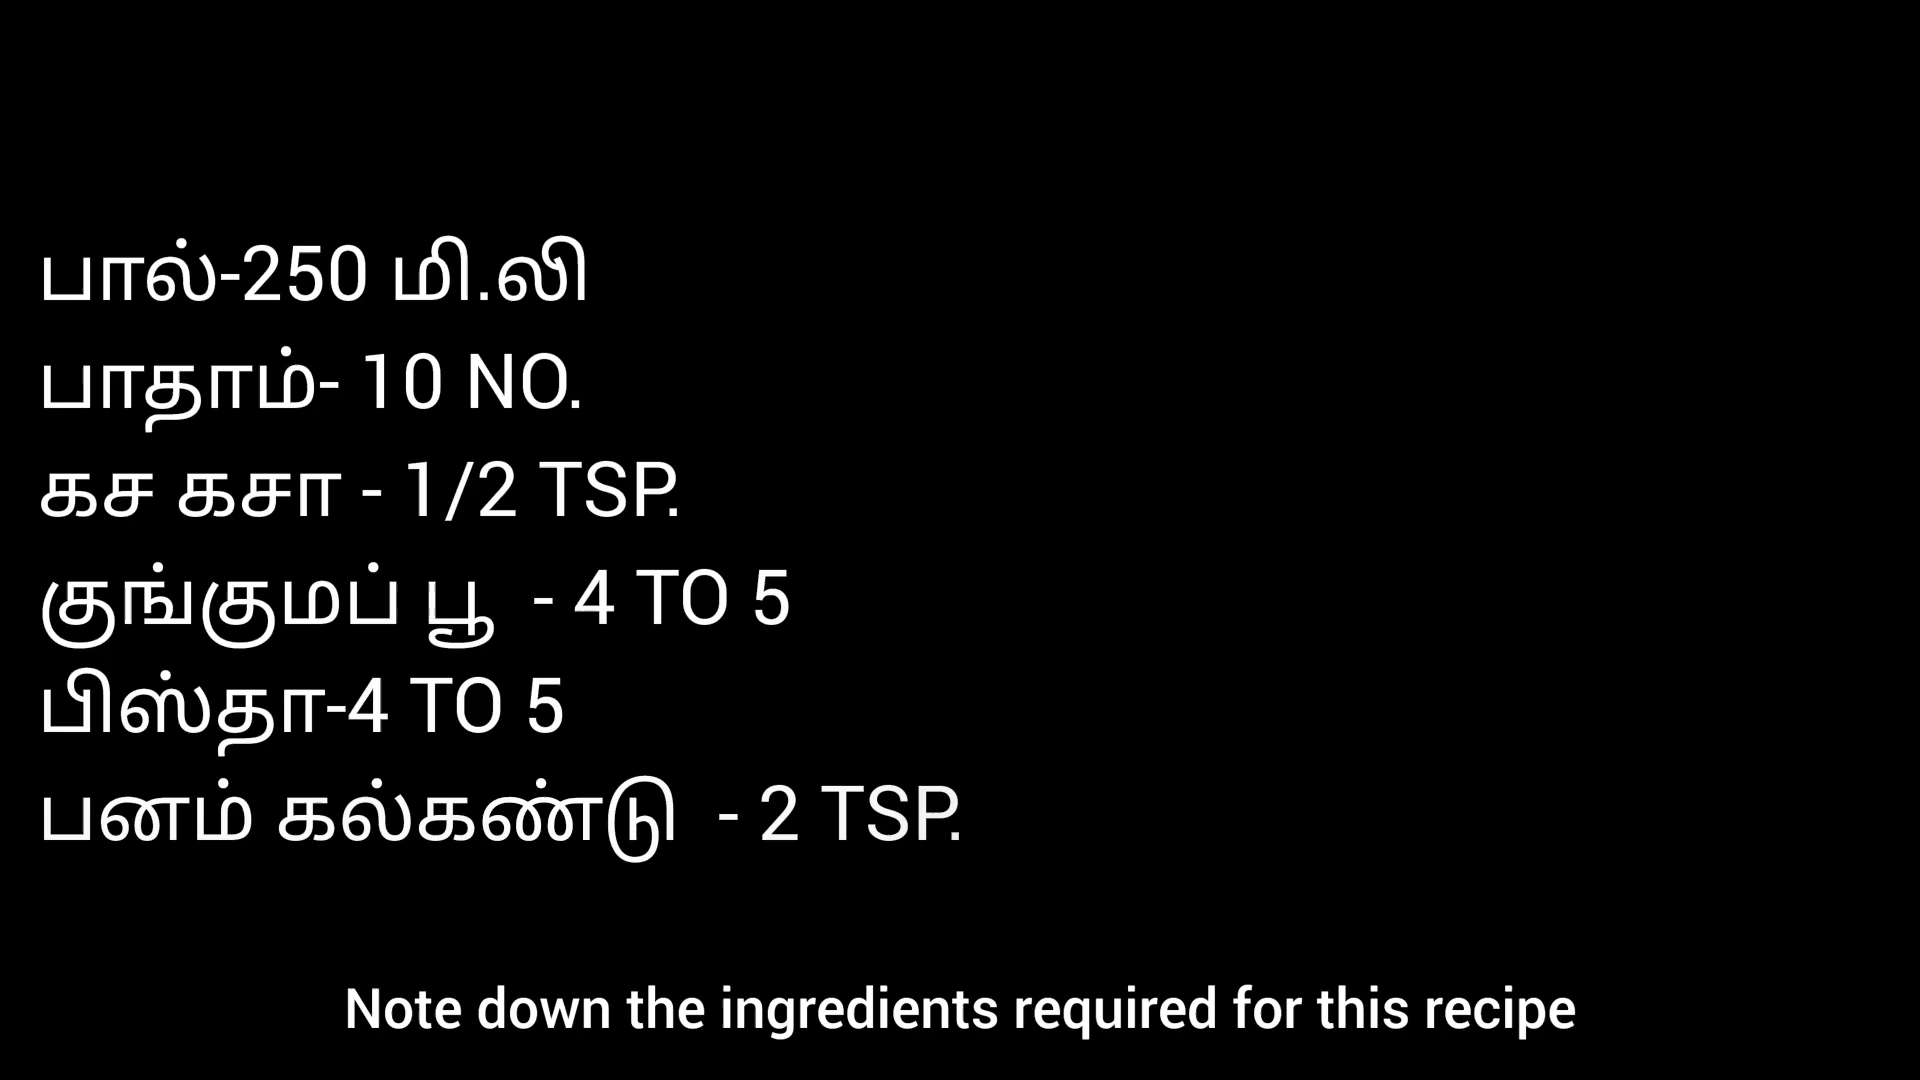 பால்-250 மி.லி
பாதாம்- 10 NO.
கச கசா - 1/2 TSP.
குங்குமப் பூ - 4 TO 5
பிஸ்தா-4 TO 5
பனம் கல்கண்டு - 2 TSP.
Note down the ingredients required for this recipe